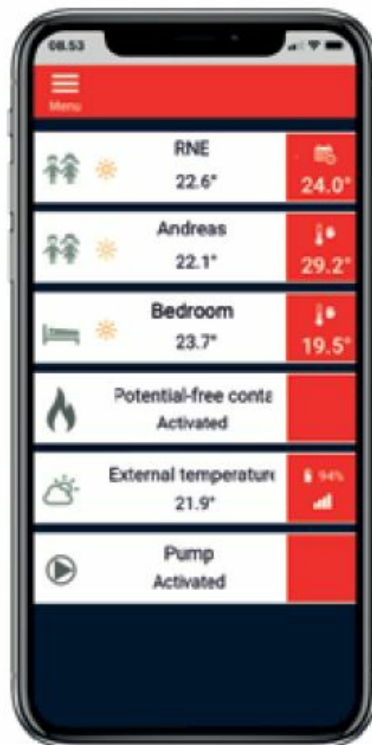 08.53
Menu
RNE
22.6°
24.0°
Andreas
22.1°
29.2°
Bedroom
23.7°
19.5°
Potential-free conta
Activated
External temperature
21.9°
94%
Pump
Activated